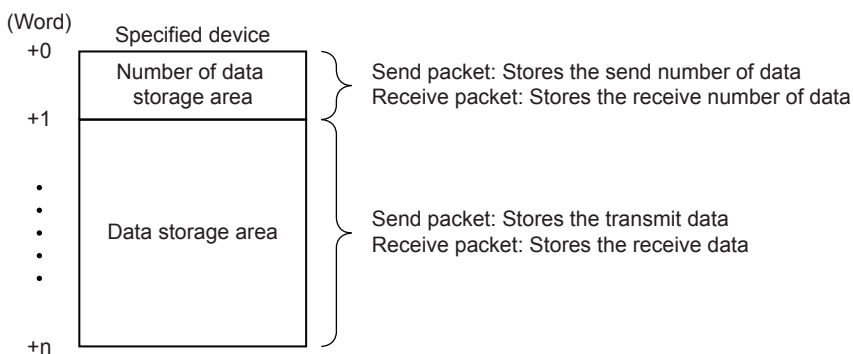 (Word)
Specified device
+0
Number of data
storage area
Send packet: Stores the send number of data
Receive packet: Stores the receive number of data
+1
Data storage area
Send packet: Stores the transmit data
Receive packet: Stores the receive data
+n